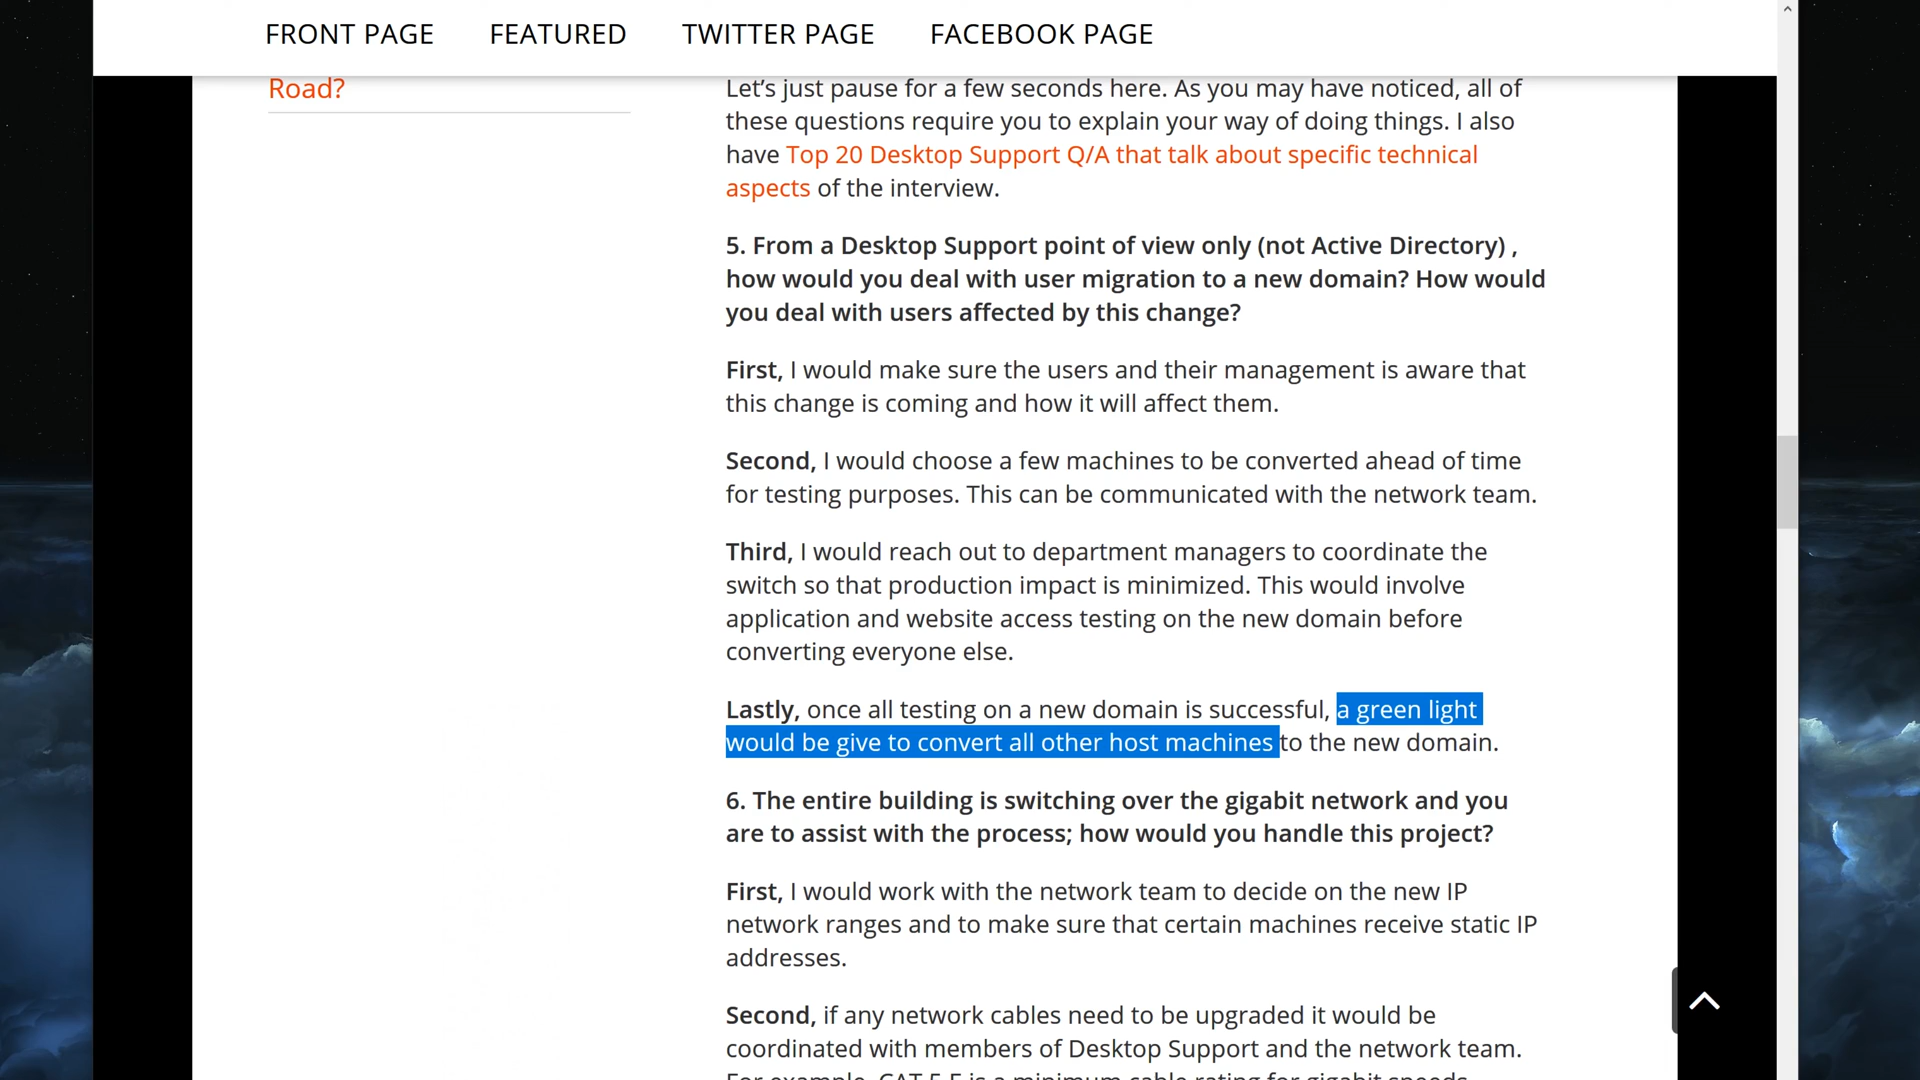 FRONT PAGE FEATURED TWITTER PAGE FACEBOOK PAGE
Road?
Let’s just pause for a few seconds here. As you may have noticed, all of
these questions require you to explain your way of doing things. I also
have Top 20 Desktop Support Q/A that talk about specific technical
aspects of the interview.
5. From a Desktop Support point of view only (not Active Directory) ,
how would you deal with user migration to a new domain? How would
you deal with users affected by this change?
First, I would make sure the users and their management is aware that
this change is coming and how it will affect them.
Second, I would choose a few machines to be converted ahead of time
for testing purposes. This can be communicated with the network team.
Third, I would reach out to department managers to coordinate the
switch so that production impact is minimized. This would involve
application and website access testing on the new domain before
converting everyone else.
Lastly, once all testing on a new domain is successful, a green light
would be give to convert all other host machines to the new domain.
6. The entire building is switching over the gigabit network and you
are to assist with the process; how would you handle this project?
First, I would work with the network team to decide on the new IP
network ranges and to make sure that certain machines receive static IP
addresses.
Second, if any network cables need to be upgraded it would be
coordinated with members of Desktop Support and the network team.
For example, CAT 5 E is a minimum cable rating for gigabit speeds.